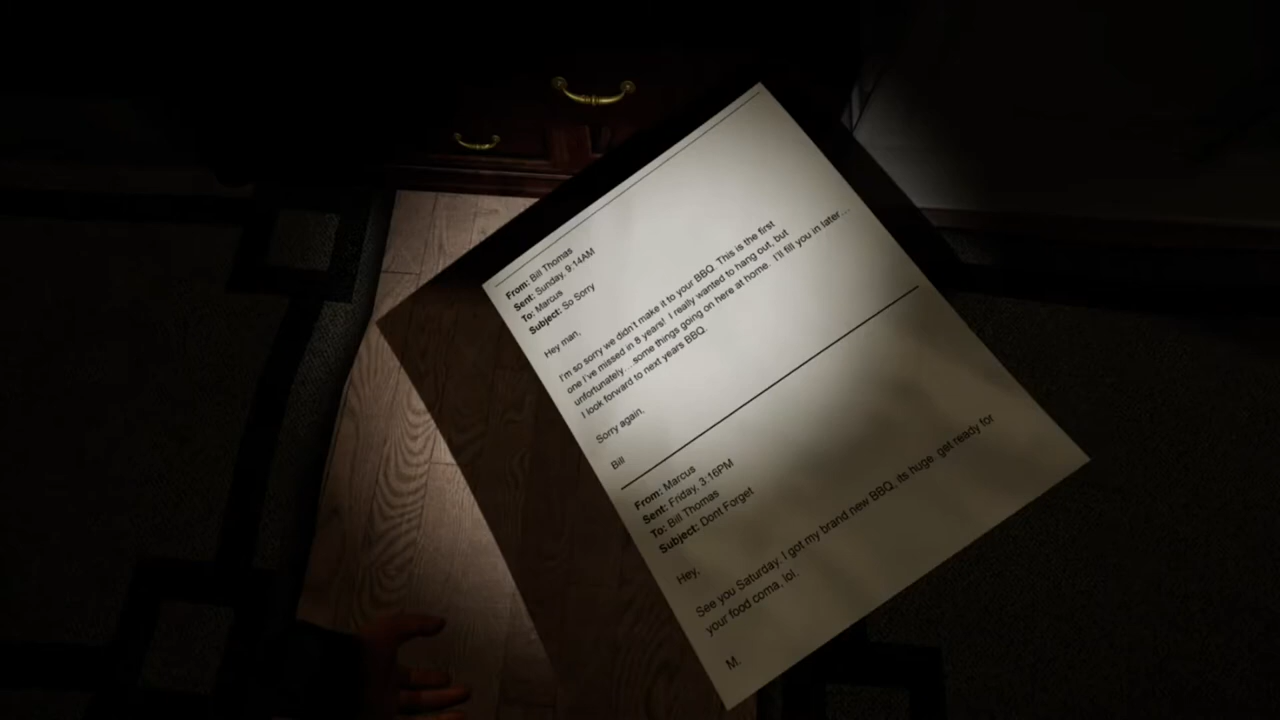 From: Bill Thomas
Sent: Sunday, 9:14AM
To: Marcus
Subject: So Sorry
Hey man,
I'm so sorry we didn't make it to your BBQ. This is the first
one I've missed in 8 years! I really wanted to hang out, but
unfortunately...some things going on here at home. I'll fill you in later...
I look forward to next years BBQ.
Sorry again,
Bill
From: Marcus
Sent: Friday, 3:16PM
To: Bill Thomas
Subject: Dont Forget
Hey,
See you Saturday. I got my brand new BBQ, its huge. get ready for
your food coma, lol
M.